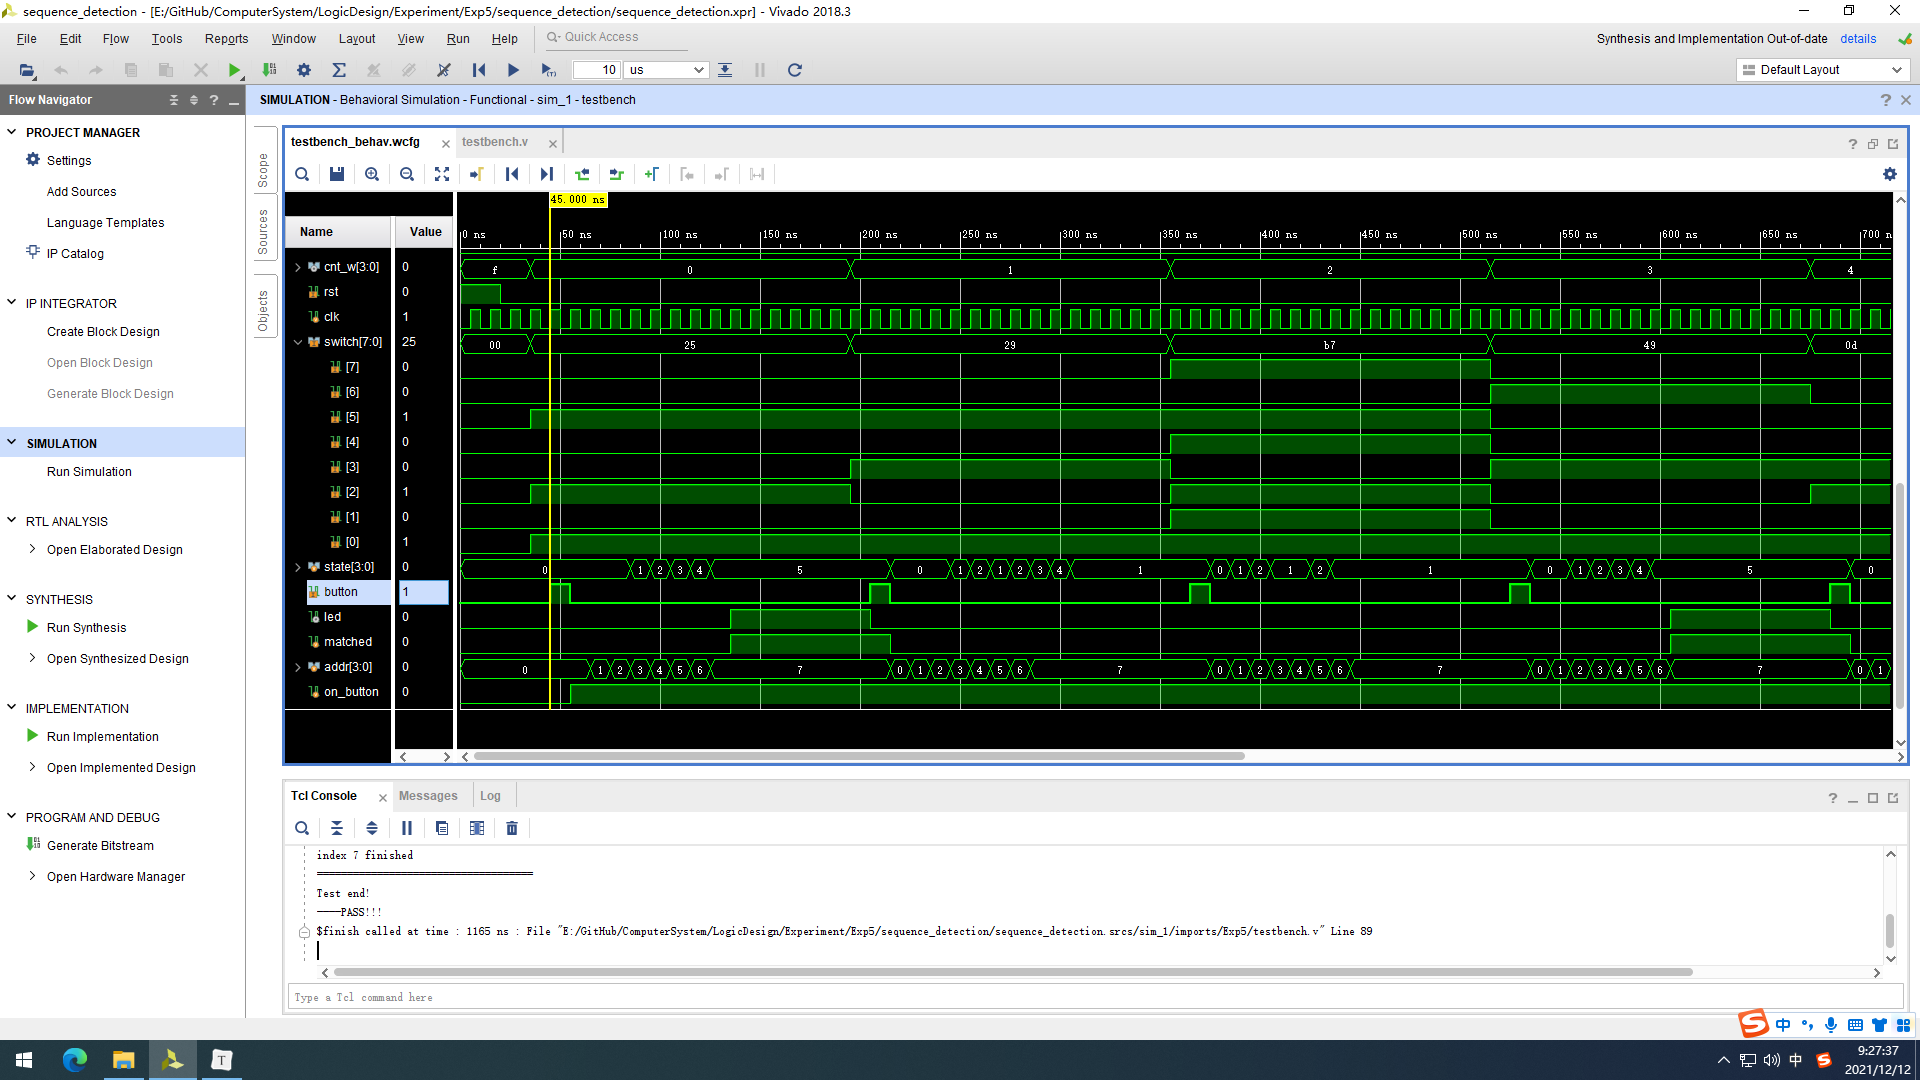 sequence_detection - [E:/GitHub/ComputerSystem/LogicDesign/Experiment/Exp5/sequence_detection/sequence_detection.xpr] - Vivado 2018.3
File Edit Flow Tools Reports Window Layout View Run Help Quick Access
Synthesis and Implementation Out-of-date details
10 us
Default Layout
Flow Navigator
PROJECT MANAGER
Settings
Add Sources
Language Templates
IP Catalog
IP INTEGRATOR
Create Block Design
Open Block Design
Generate Block Design
SIMULATION
Run Simulation
RTL ANALYSIS
Open Elaborated Design
SYNTHESIS
Run Synthesis
Open Synthesized Design
IMPLEMENTATION
Run Implementation
Open Implemented Design
PROGRAM AND DEBUG
Generate Bitstream
Open Hardware Manager
SIMULATION - Behavioral Simulation - Functional - sim_1 - testbench
Scope
Sources
Objects
testbench_behav.wcfg testbench.v
45.000 ns
Name Value
0 ns 50 ns 100 ns 150 ns 200 ns 250 ns 300 ns 350 ns 400 ns 450 ns 500 ns 550 ns 600 ns 650 ns 700 n
cnt_w[3:0] 0 f 0 1 2 3 4
rst 0
clk 1
switch[7:0] 25 00 25 29 b7 49 0d
[7] 0
[6] 0
[5] 1
[4] 0
[3] 0
[2] 1
[1] 0
[0] 1
state[3:0] 0 0 1 2 3 4 5 0 1 2 1 2 3 4 1 0 1 2 1 2 1 0 1 2 3 4 5 0
button 1
led 0
matched 0
addr[3:0] 0 0 1 2 3 4 5 6 7 0 1 2 3 4 5 6 7 0 1 2 3 4 5 6 7 0 1 2 3 4 5 6 7 0 1
on_button 0
Tcl Console Messages Log
index 7 finished
====================================
Test end!
----PASS!!!
$finish called at time : 1165 ns : File "E:/GitHub/ComputerSystem/LogicDesign/Experiment/Exp5/sequence_detection/sequence_detection.srcs/sim_1/imports/Exp5/testbench.v" Line 89
Type a Tcl command here
中
中
9:27:37
2021/12/12